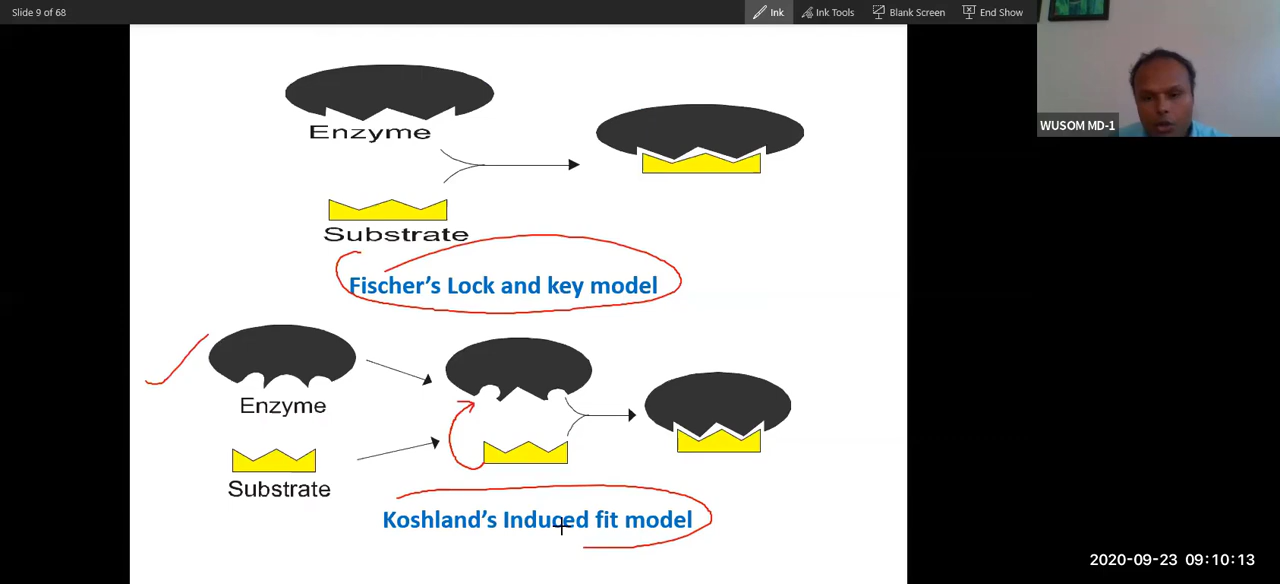 Slide 9 of 68
Ink
Ink Tools
Blank Screen
End Show
WUSOM MD-1
Enzyme
Substrate
Fischer's Lock and key model
Enzyme
Substrate
Koshland's Induced fit model
2020-09-23 09:10:13